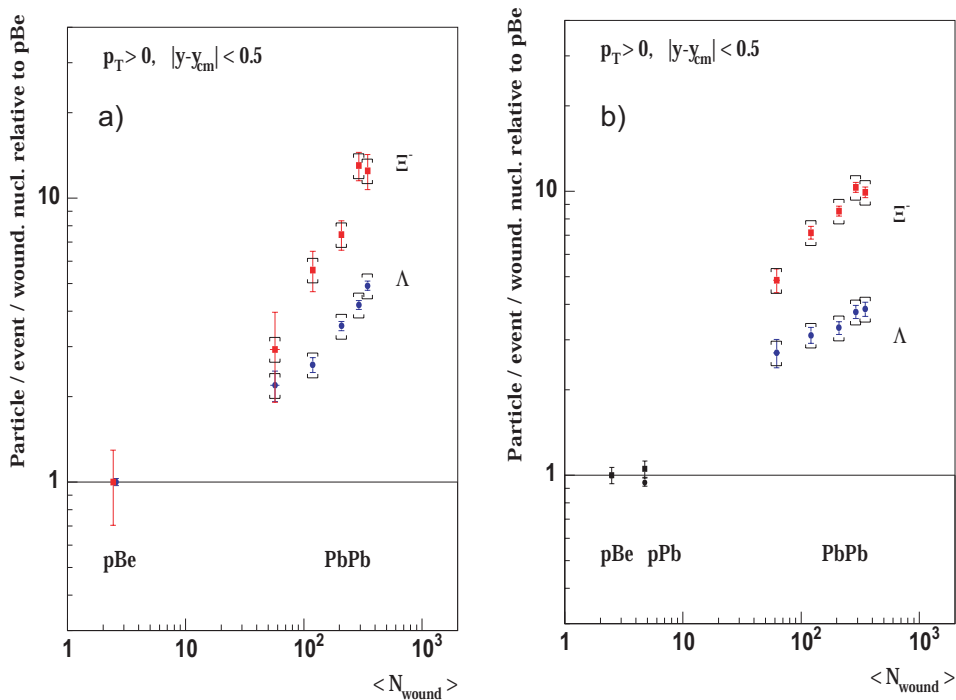 Particle / event / wound. nucl. relative to pBe
p_T > 0, |y-y_cm| < 0.5
a)
Ξ⁻
Λ
10
1
pBe
PbPb
1
10
10²
10³
< N_wound >
Particle / event / wound. nucl. relative to pBe
p_T > 0, |y-y_cm| < 0.5
b)
Ξ⁻
Λ
10
1
pBe
pPb
PbPb
1
10
10²
10³
< N_wound >